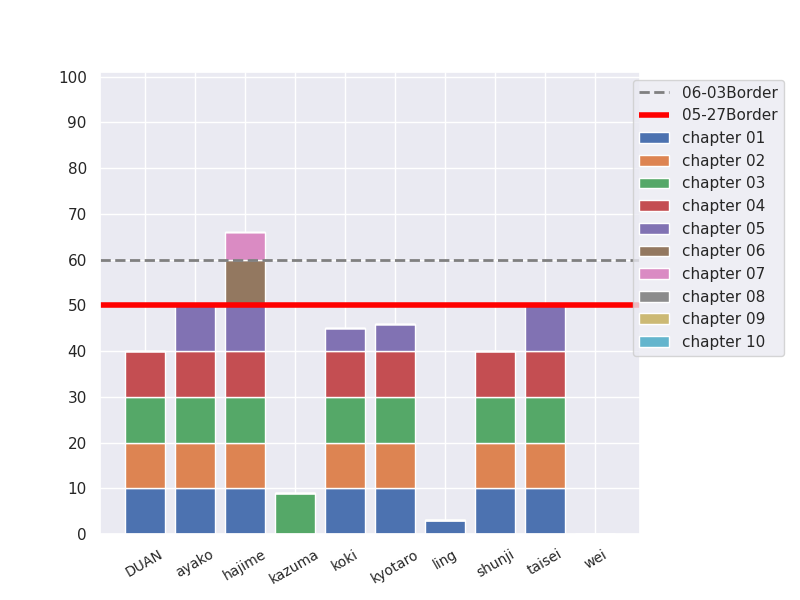 100
90
80
70
60
50
40
30
20
10
0
DUAN
ayako
hajime
kazuma
koki
kyotaro
ling
shunji
taisei
wei
06-03Border
05-27Border
chapter 01
chapter 02
chapter 03
chapter 04
chapter 05
chapter 06
chapter 07
chapter 08
chapter 09
chapter 10